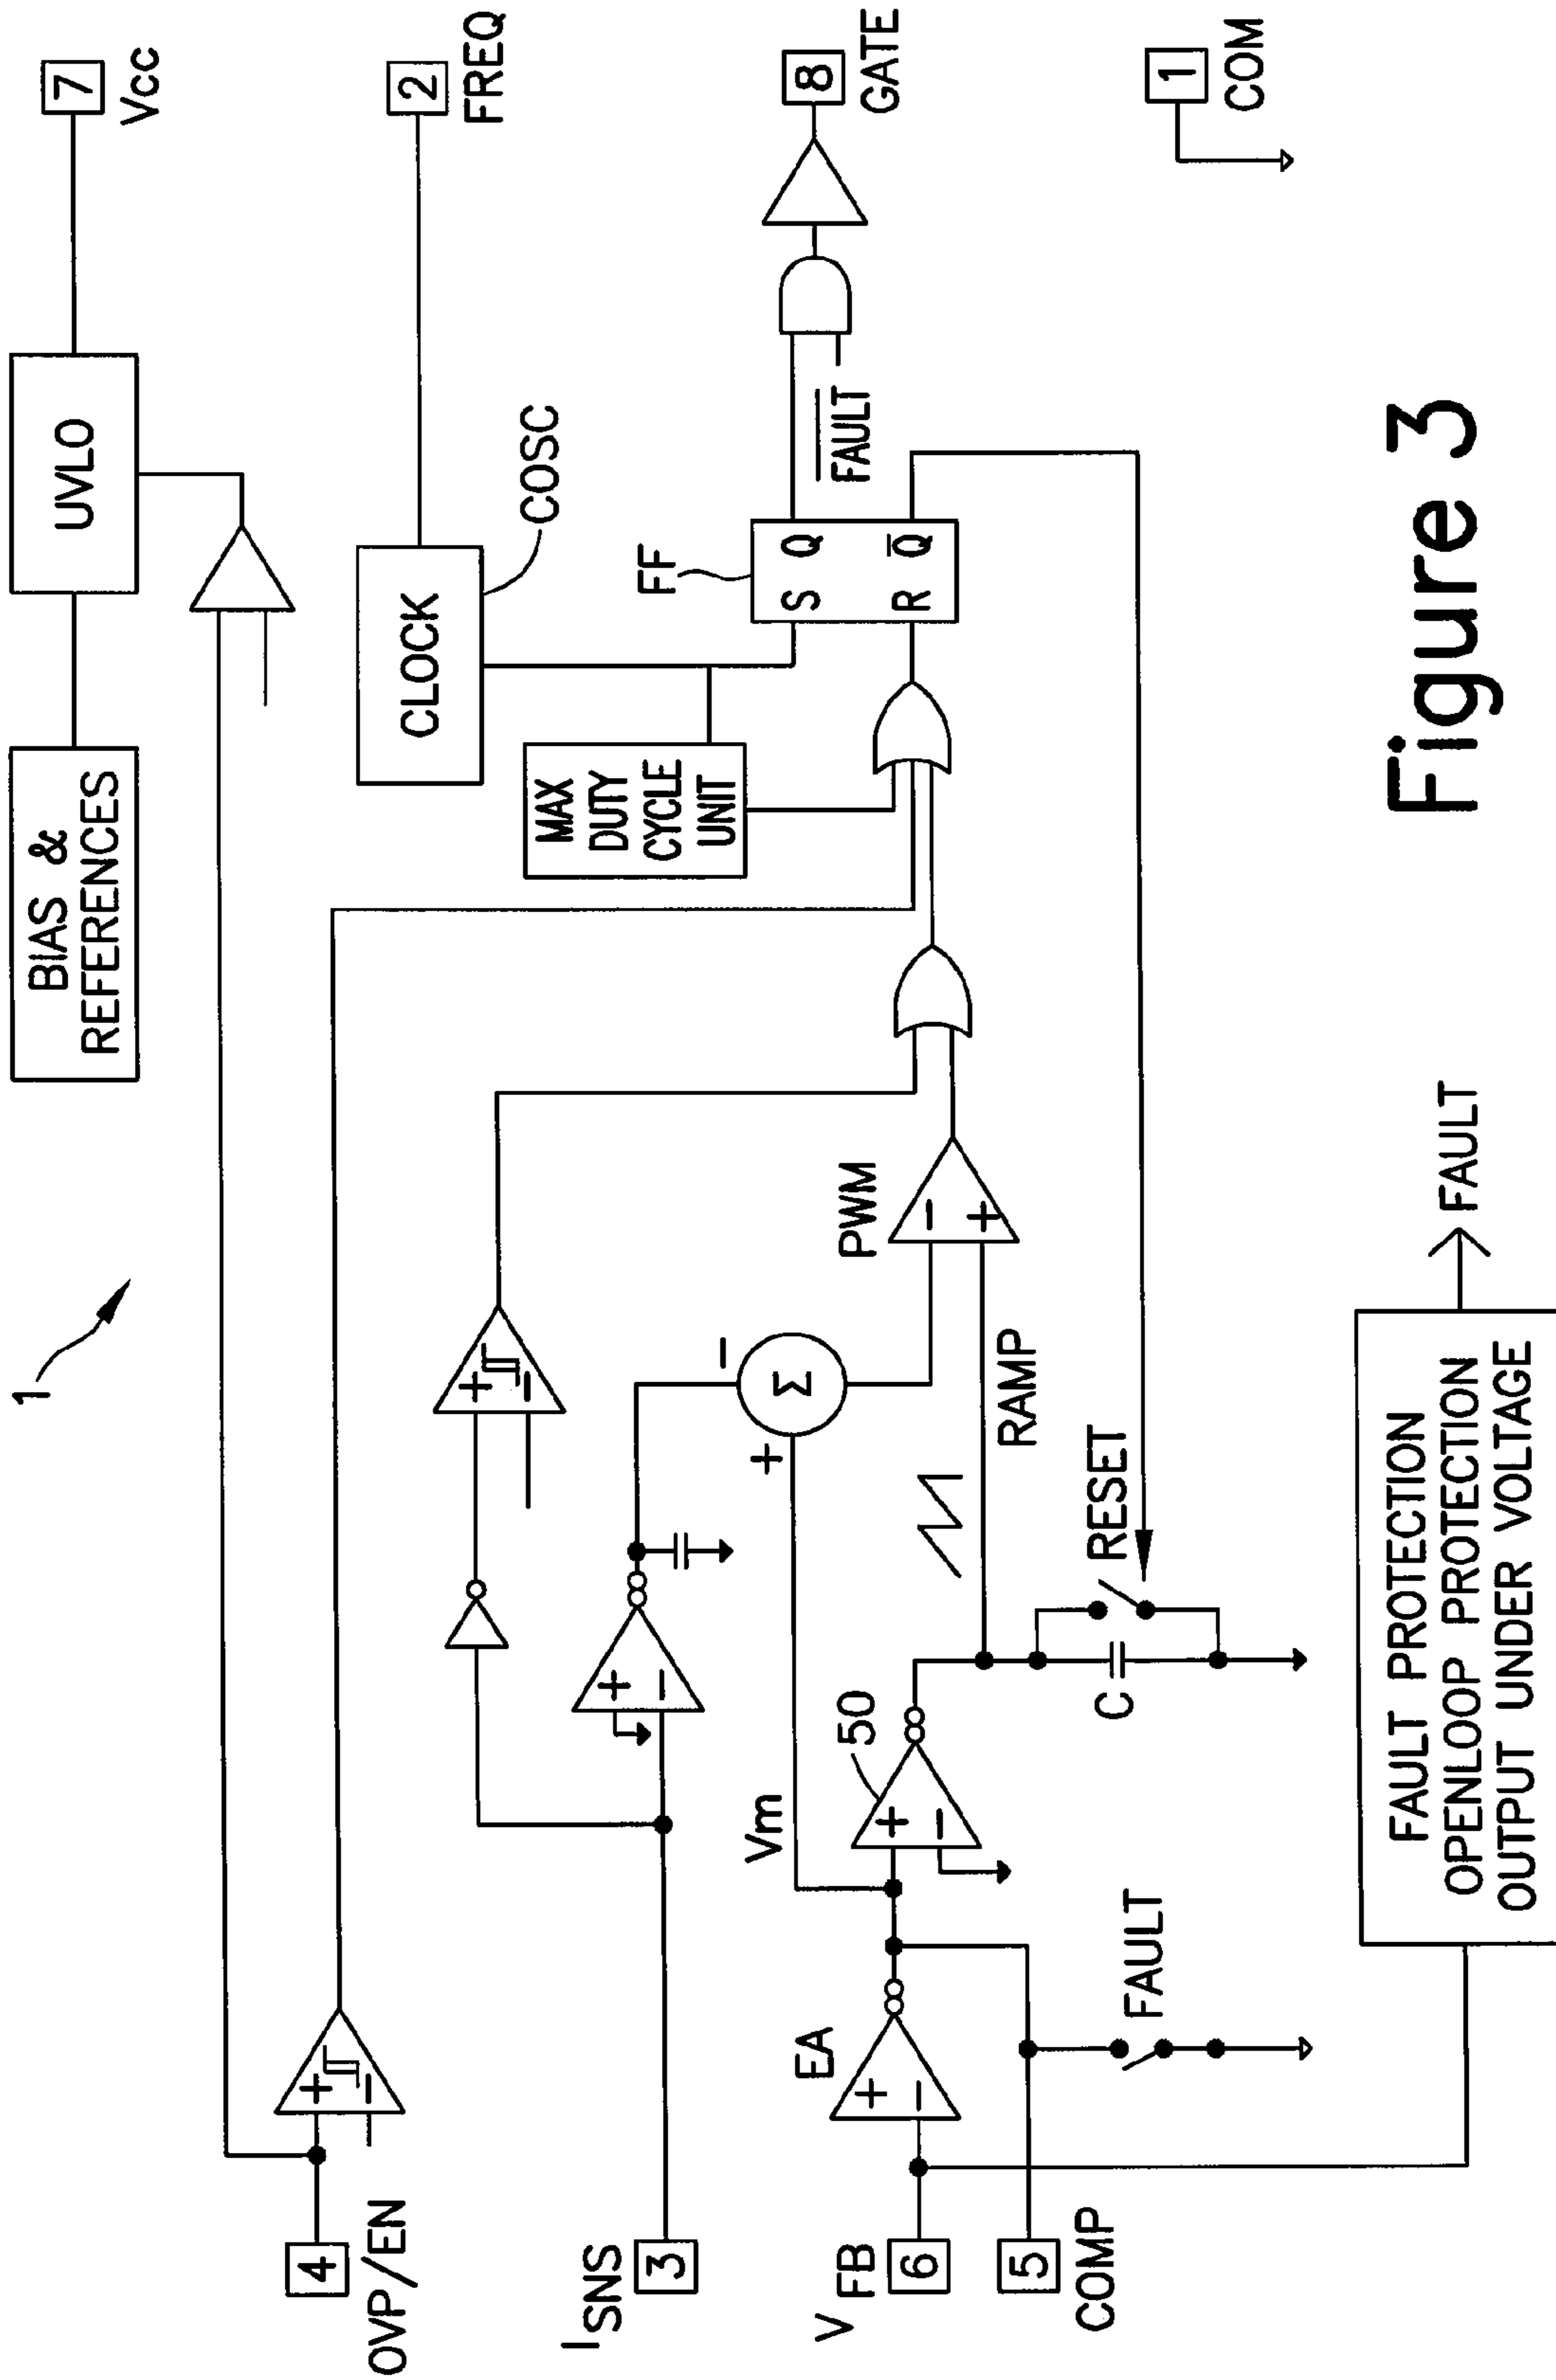 1
BIAS &
REFERENCES
UVLO
7
Vcc
4
OVP/EN
+
−
CLOCK
COSC
2
FREQ
MAX
DUTY
CYCLE
UNIT
+
−
ISNS
3
+
−
−
+
Σ
FF
S Q
R Q̅
F̅A̅U̅L̅T̅
8
GATE
Vm
EA
+
−
50
+
−
PWM
−
+
RAMP
V FB
6
5
COMP
C
RESET
FAULT
1
COM
FAULT PROTECTION
OPENLOOP PROTECTION
OUTPUT UNDER VOLTAGE
FAULT
Figure 3